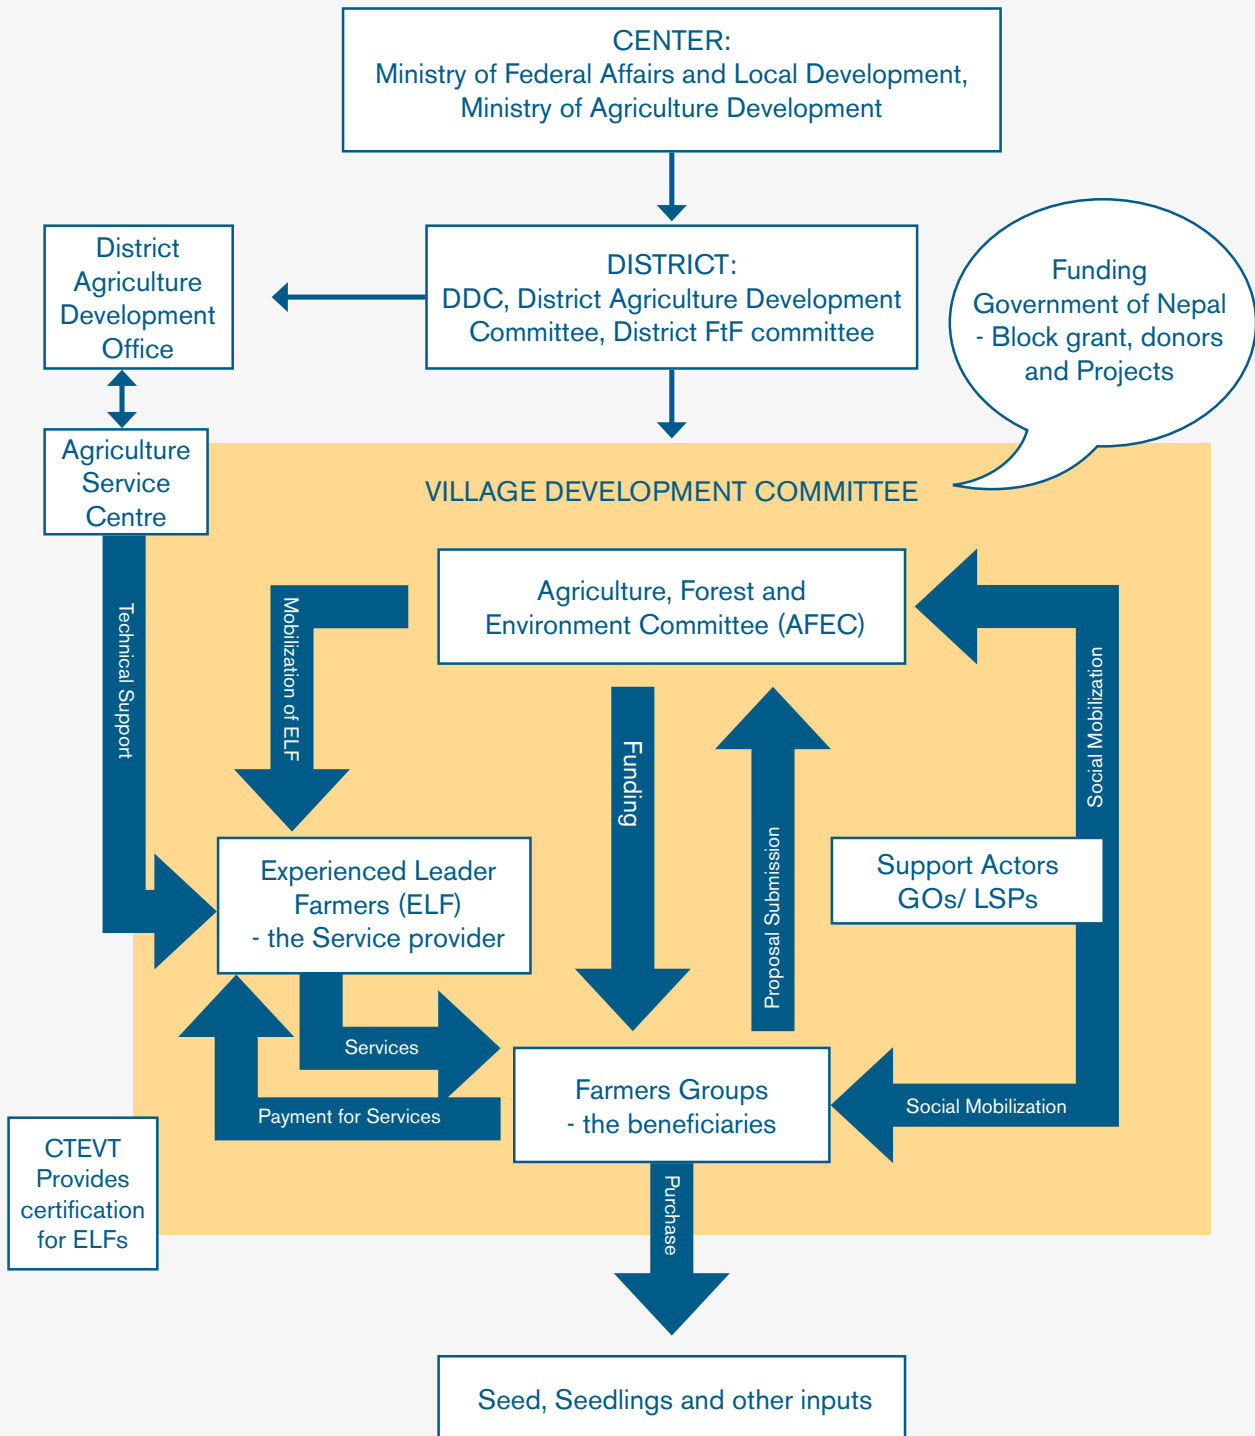 CENTER:
Ministry of Federal Affairs and Local Development,
Ministry of Agriculture Development
District
Agriculture
Development
Office
DISTRICT:
DDC, District Agriculture Development
Committee, District FtF committee
Funding
Government of Nepal
- Block grant, donors
and Projects
Agriculture
Service
Centre
VILLAGE DEVELOPMENT COMMITTEE
Agriculture, Forest and
Environment Committee (AFEC)
Technical Support
Mobilization of ELF
Funding
Proposal Submission
Social Mobilization
Experienced Leader
Farmers (ELF)
- the Service provider
Support Actors
GOs/ LSPs
Services
Payment for Services
Farmers Groups
- the beneficiaries
Social Mobilization
CTEVT
Provides
certification
for ELFs
Purchase
Seed, Seedlings and other inputs